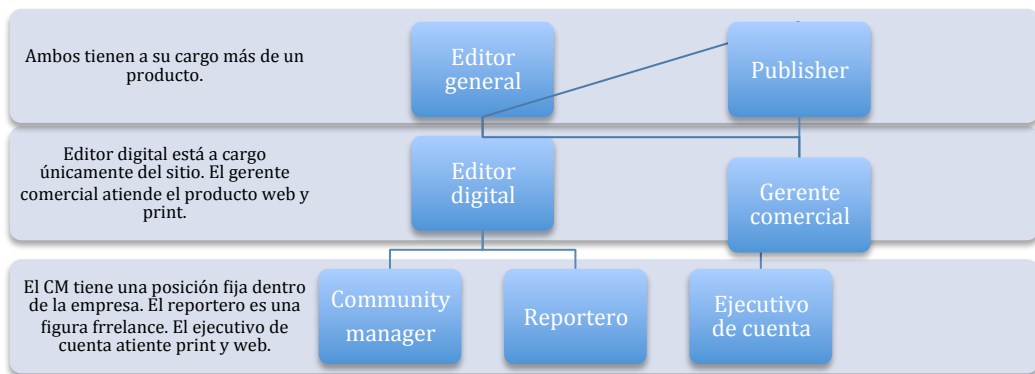 Ambos tienen a su cargo más de un
producto.
Editor
general
Publisher
Editor digital está a cargo
únicamente del sitio. El gerente
comercial atiende el producto web y
print.
Editor
digital
Gerente
comercial
El CM tiene una posición fija dentro
de la empresa. El reportero es una
figura frrelance. El ejecutivo de
cuenta atiente print y web.
Community
manager
Reportero
Ejecutivo
de cuenta